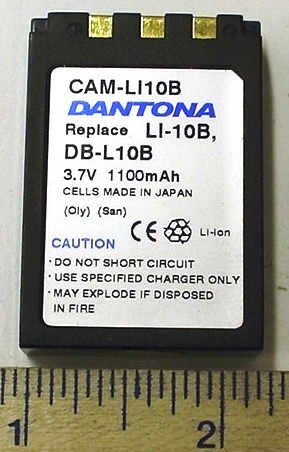 CAM-LI10B
DANTONA
Replace LI-10B,
DB-L10B
3.7V 1100mAh
CELLS MADE IN JAPAN
(Oly) (San)
CE Li-ion
CAUTION
· DO NOT SHORT CIRCUIT
· USE SPECIFIED CHARGER ONLY
· MAY EXPLODE IF DISPOSED
IN FIRE
1 2